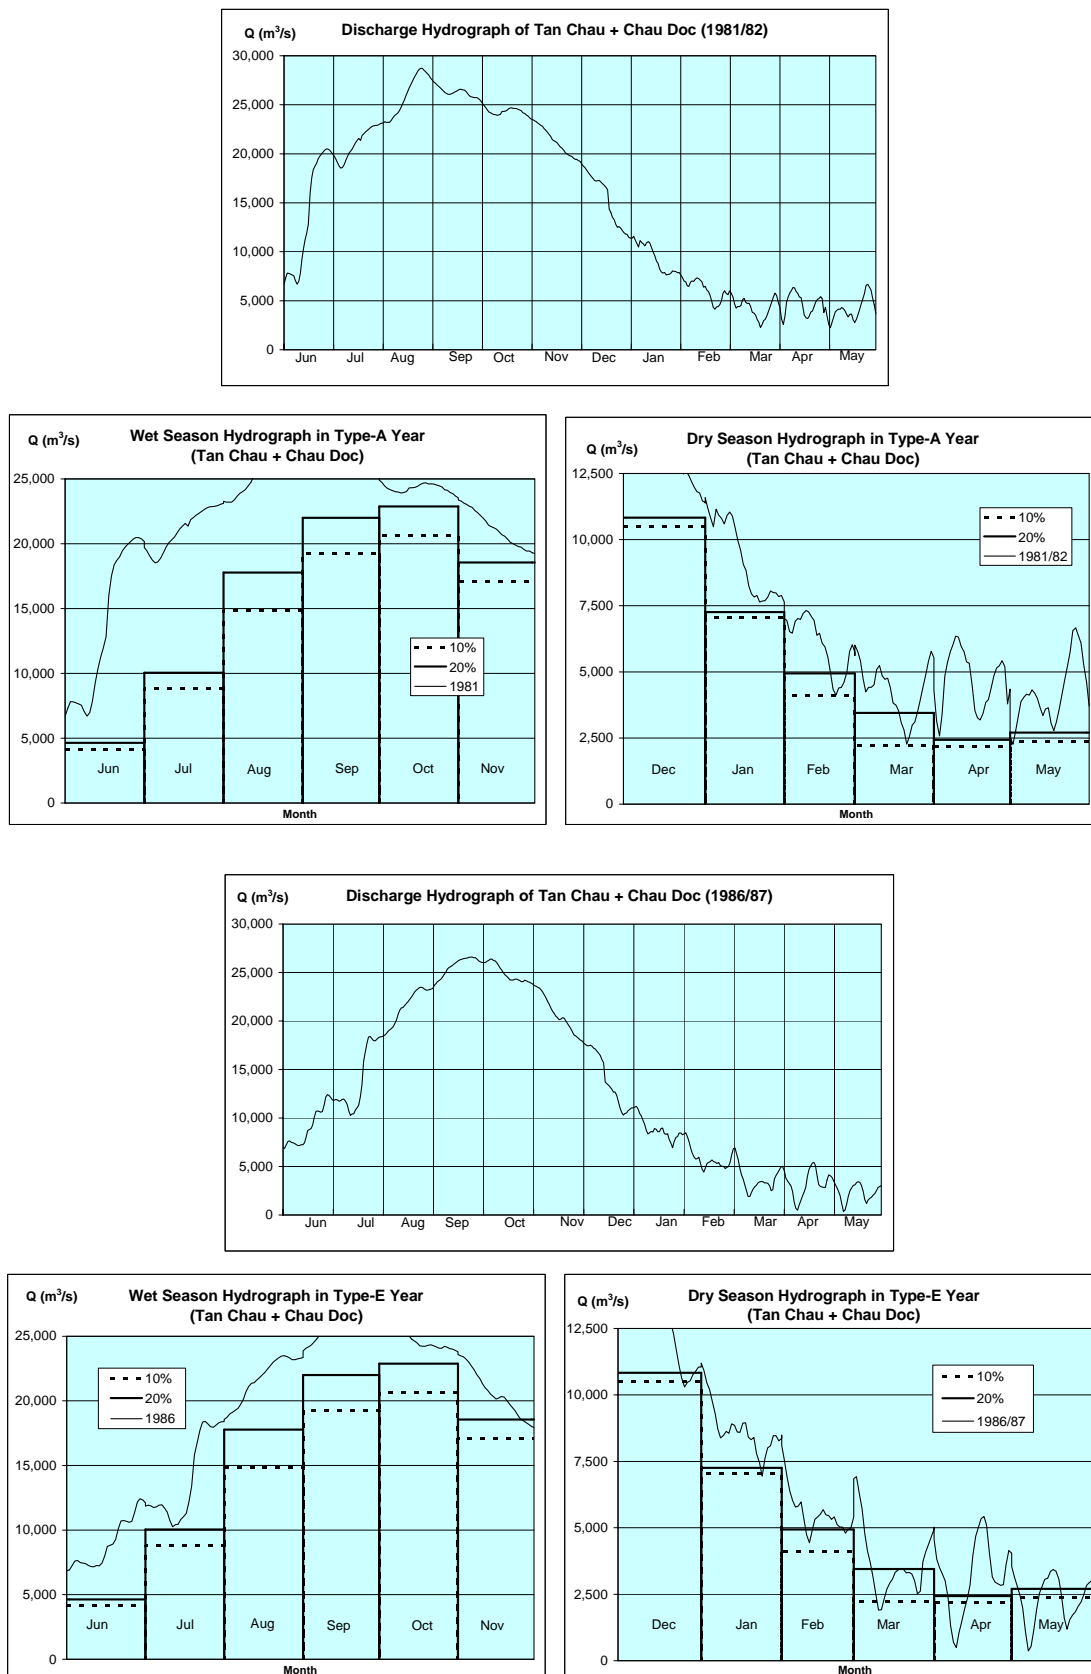 Q (m³/s)
Discharge Hydrograph of Tan Chau + Chau Doc (1981/82)
30,000
25,000
20,000
15,000
10,000
5,000
0
Jun Jul Aug Sep Oct Nov Dec Jan Feb Mar Apr May
Q (m³/s)
Wet Season Hydrograph in Type-A Year
(Tan Chau + Chau Doc)
25,000
20,000
15,000
10,000
5,000
0
10%
20%
1981
Jun Jul Aug Sep Oct Nov
Month
Q (m³/s)
Dry Season Hydrograph in Type-A Year
(Tan Chau + Chau Doc)
12,500
10,000
7,500
5,000
2,500
0
10%
20%
1981/82
Dec Jan Feb Mar Apr May
Month
Q (m³/s)
Discharge Hydrograph of Tan Chau + Chau Doc (1986/87)
30,000
25,000
20,000
15,000
10,000
5,000
0
Jun Jul Aug Sep Oct Nov Dec Jan Feb Mar Apr May
Q (m³/s)
Wet Season Hydrograph in Type-E Year
(Tan Chau + Chau Doc)
25,000
20,000
15,000
10,000
5,000
0
10%
20%
1986
Jun Jul Aug Sep Oct Nov
Month
Q (m³/s)
Dry Season Hydrograph in Type-E Year
(Tan Chau + Chau Doc)
12,500
10,000
7,500
5,000
2,500
0
10%
20%
1986/87
Dec Jan Feb Mar Apr May
Month